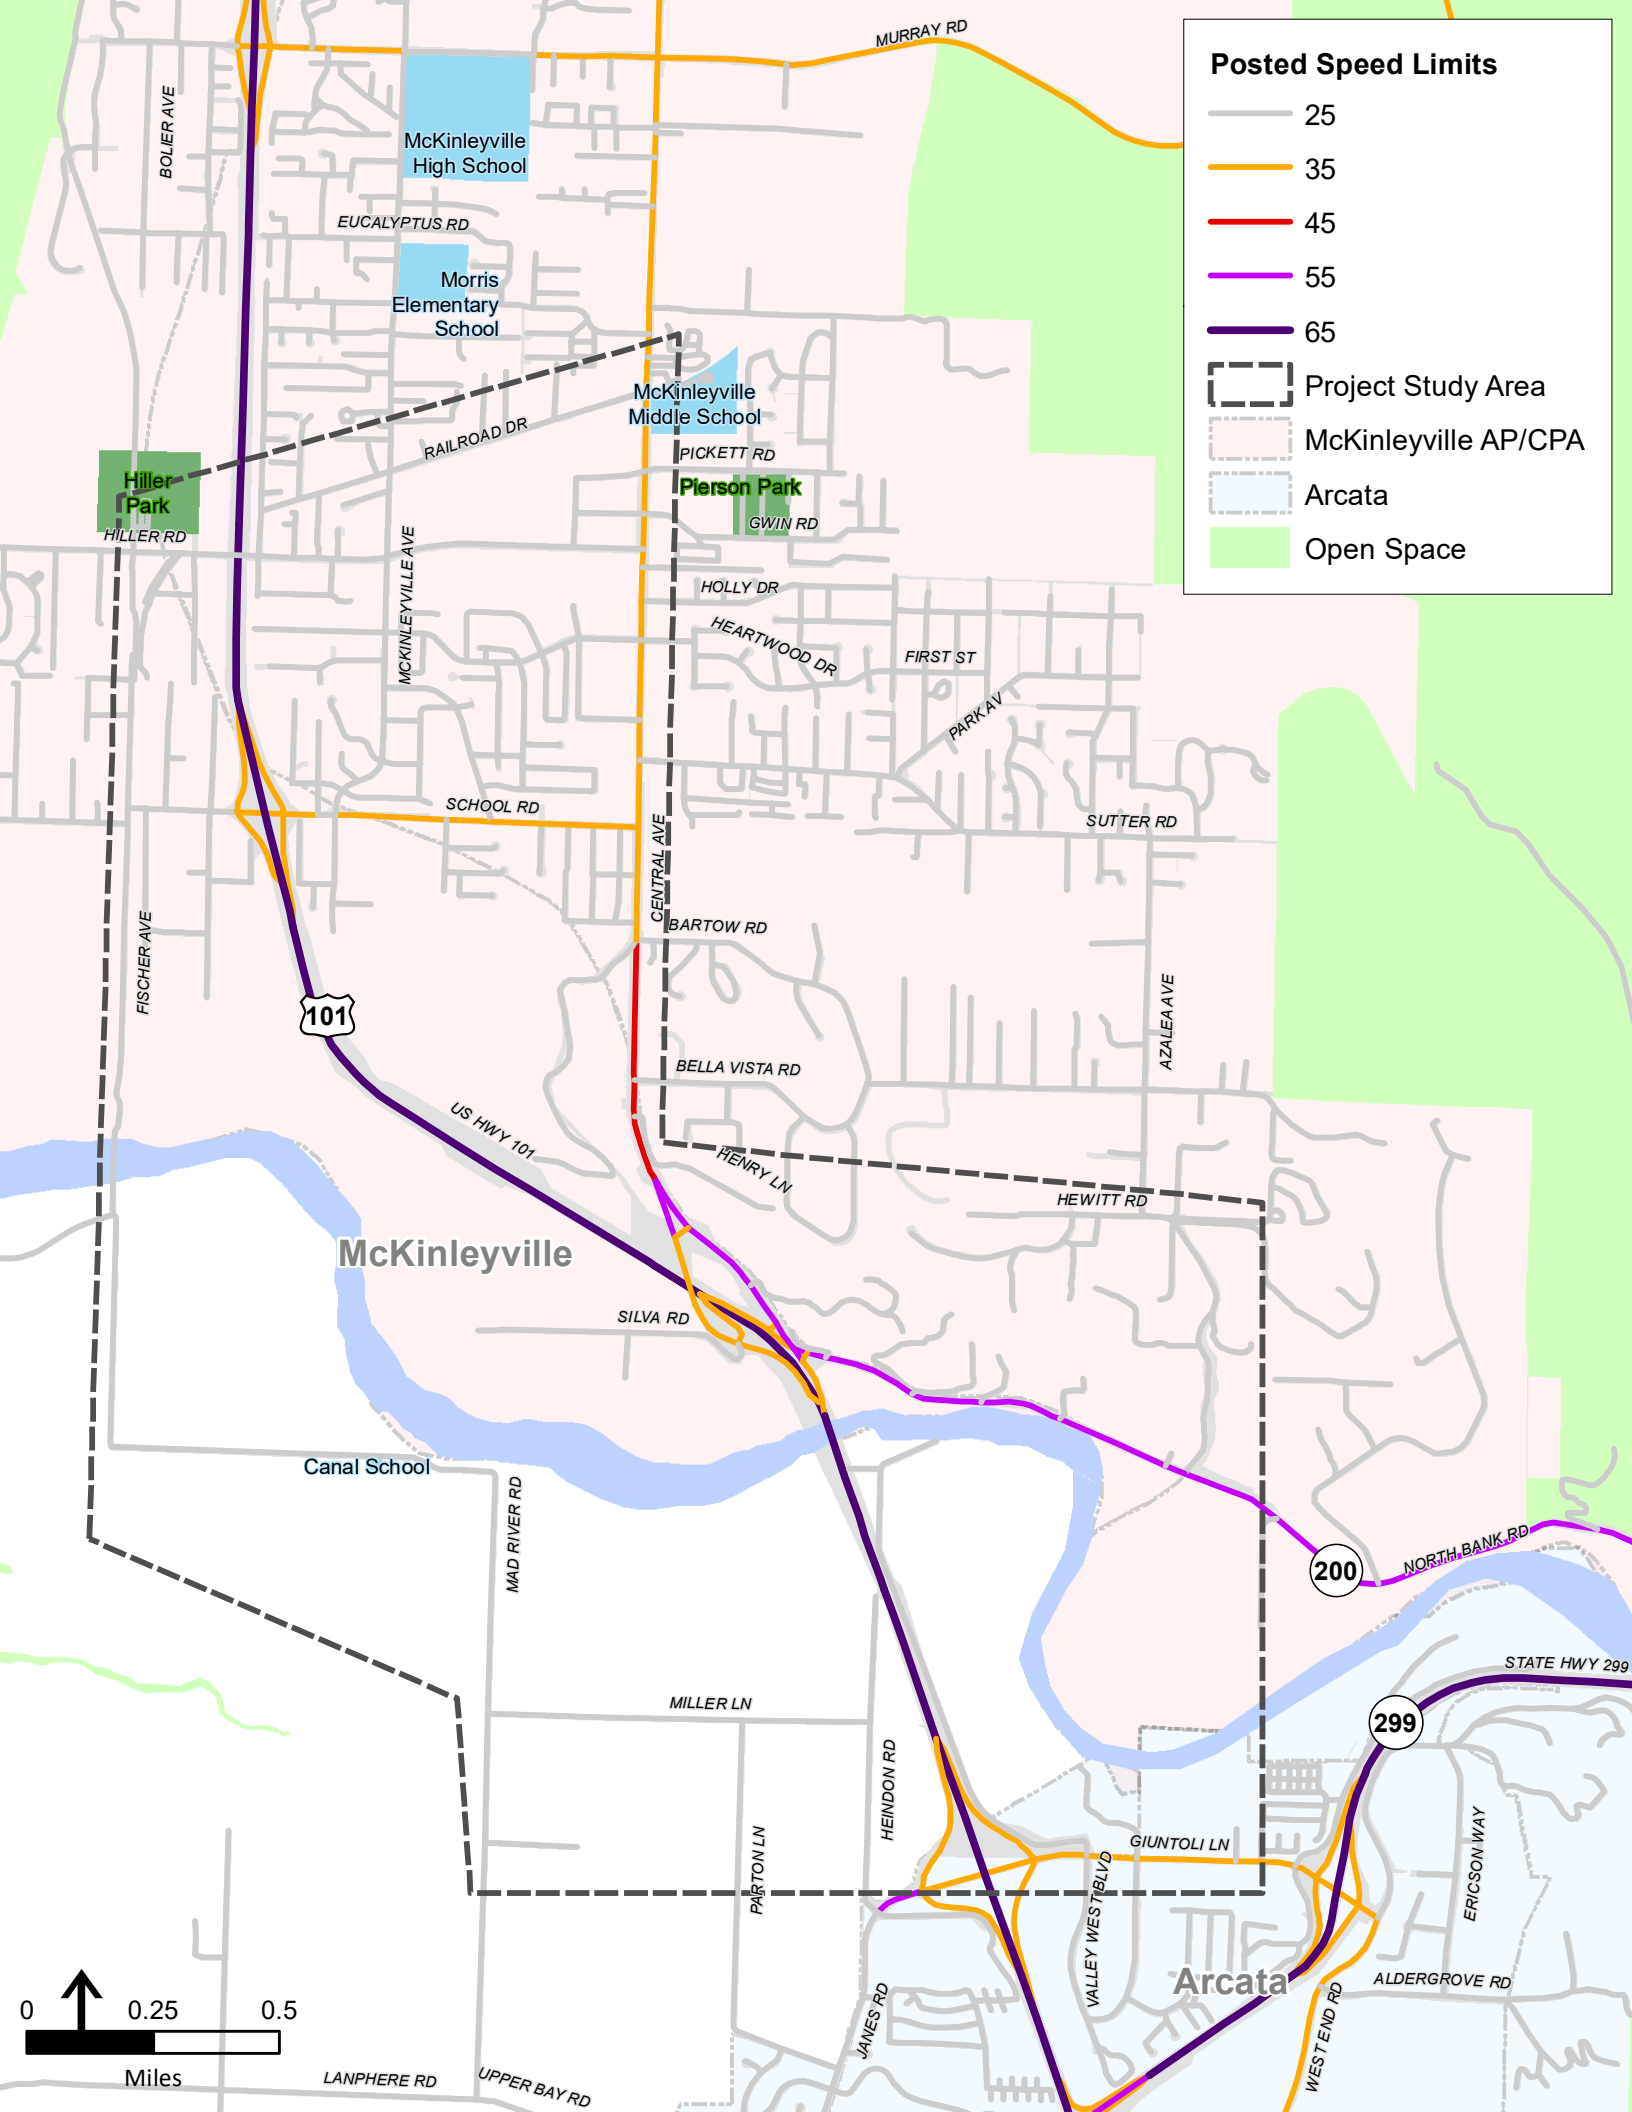 MURRAY RD
Posted Speed Limits
25
35
45
55
65
Project Study Area
McKinleyville AP/CPA
Arcata
Open Space
BOLIER AVE
McKinleyville
High School
EUCALYPTUS RD
Morris
Elementary
School
McKinleyville
Middle School
RAILROAD DR
PICKETT RD
Hiller
Park
Pierson Park
GWIN RD
HILLER RD
MCKINLEYVILLE AVE
HOLLY DR
HEARTWOOD DR
FIRST ST
PARK AV
SCHOOL RD
SUTTER RD
CENTRAL AVE
BARTOW RD
FISCHER AVE
AZALEA AVE
101
BELLA VISTA RD
US HWY 101
HENRY LN
HEWITT RD
McKinleyville
SILVA RD
Canal School
MAD RIVER RD
NORTH BANK RD
200
STATE HWY 299
299
MILLER LN
HEINDON RD
PARTON LN
GIUNTOLI LN
VALLEY WEST BLVD
ERICSON WAY
Arcata
ALDERGROVE RD
WEST END RD
JANES RD
0 0.25 0.5
Miles
LANPHERE RD
UPPER BAY RD